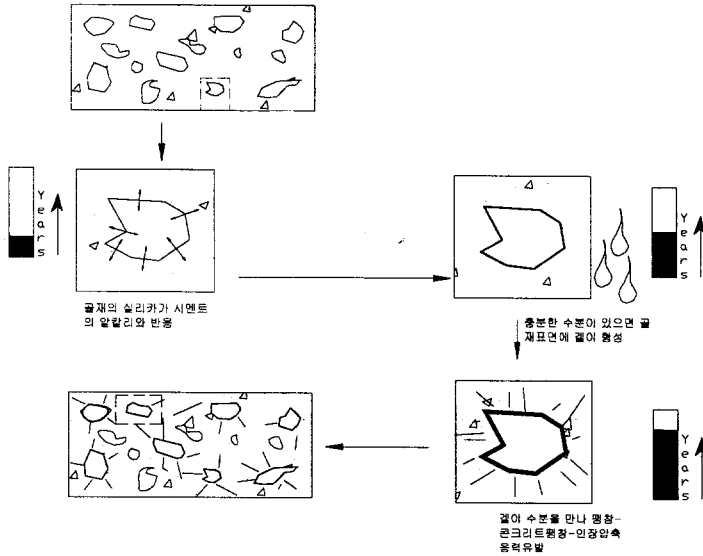 Years
골재의 실리카가 시멘트
의 알칼리와 반응
Years
충분한 수분이 있으면 골
재표면에 겔이 형성
Years
겔이 수분을 만나 팽창-
콘크리트팽창-인장압축
응력유발